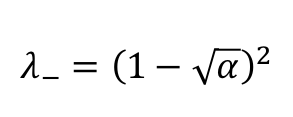 λ₋ = (1 − √α)²